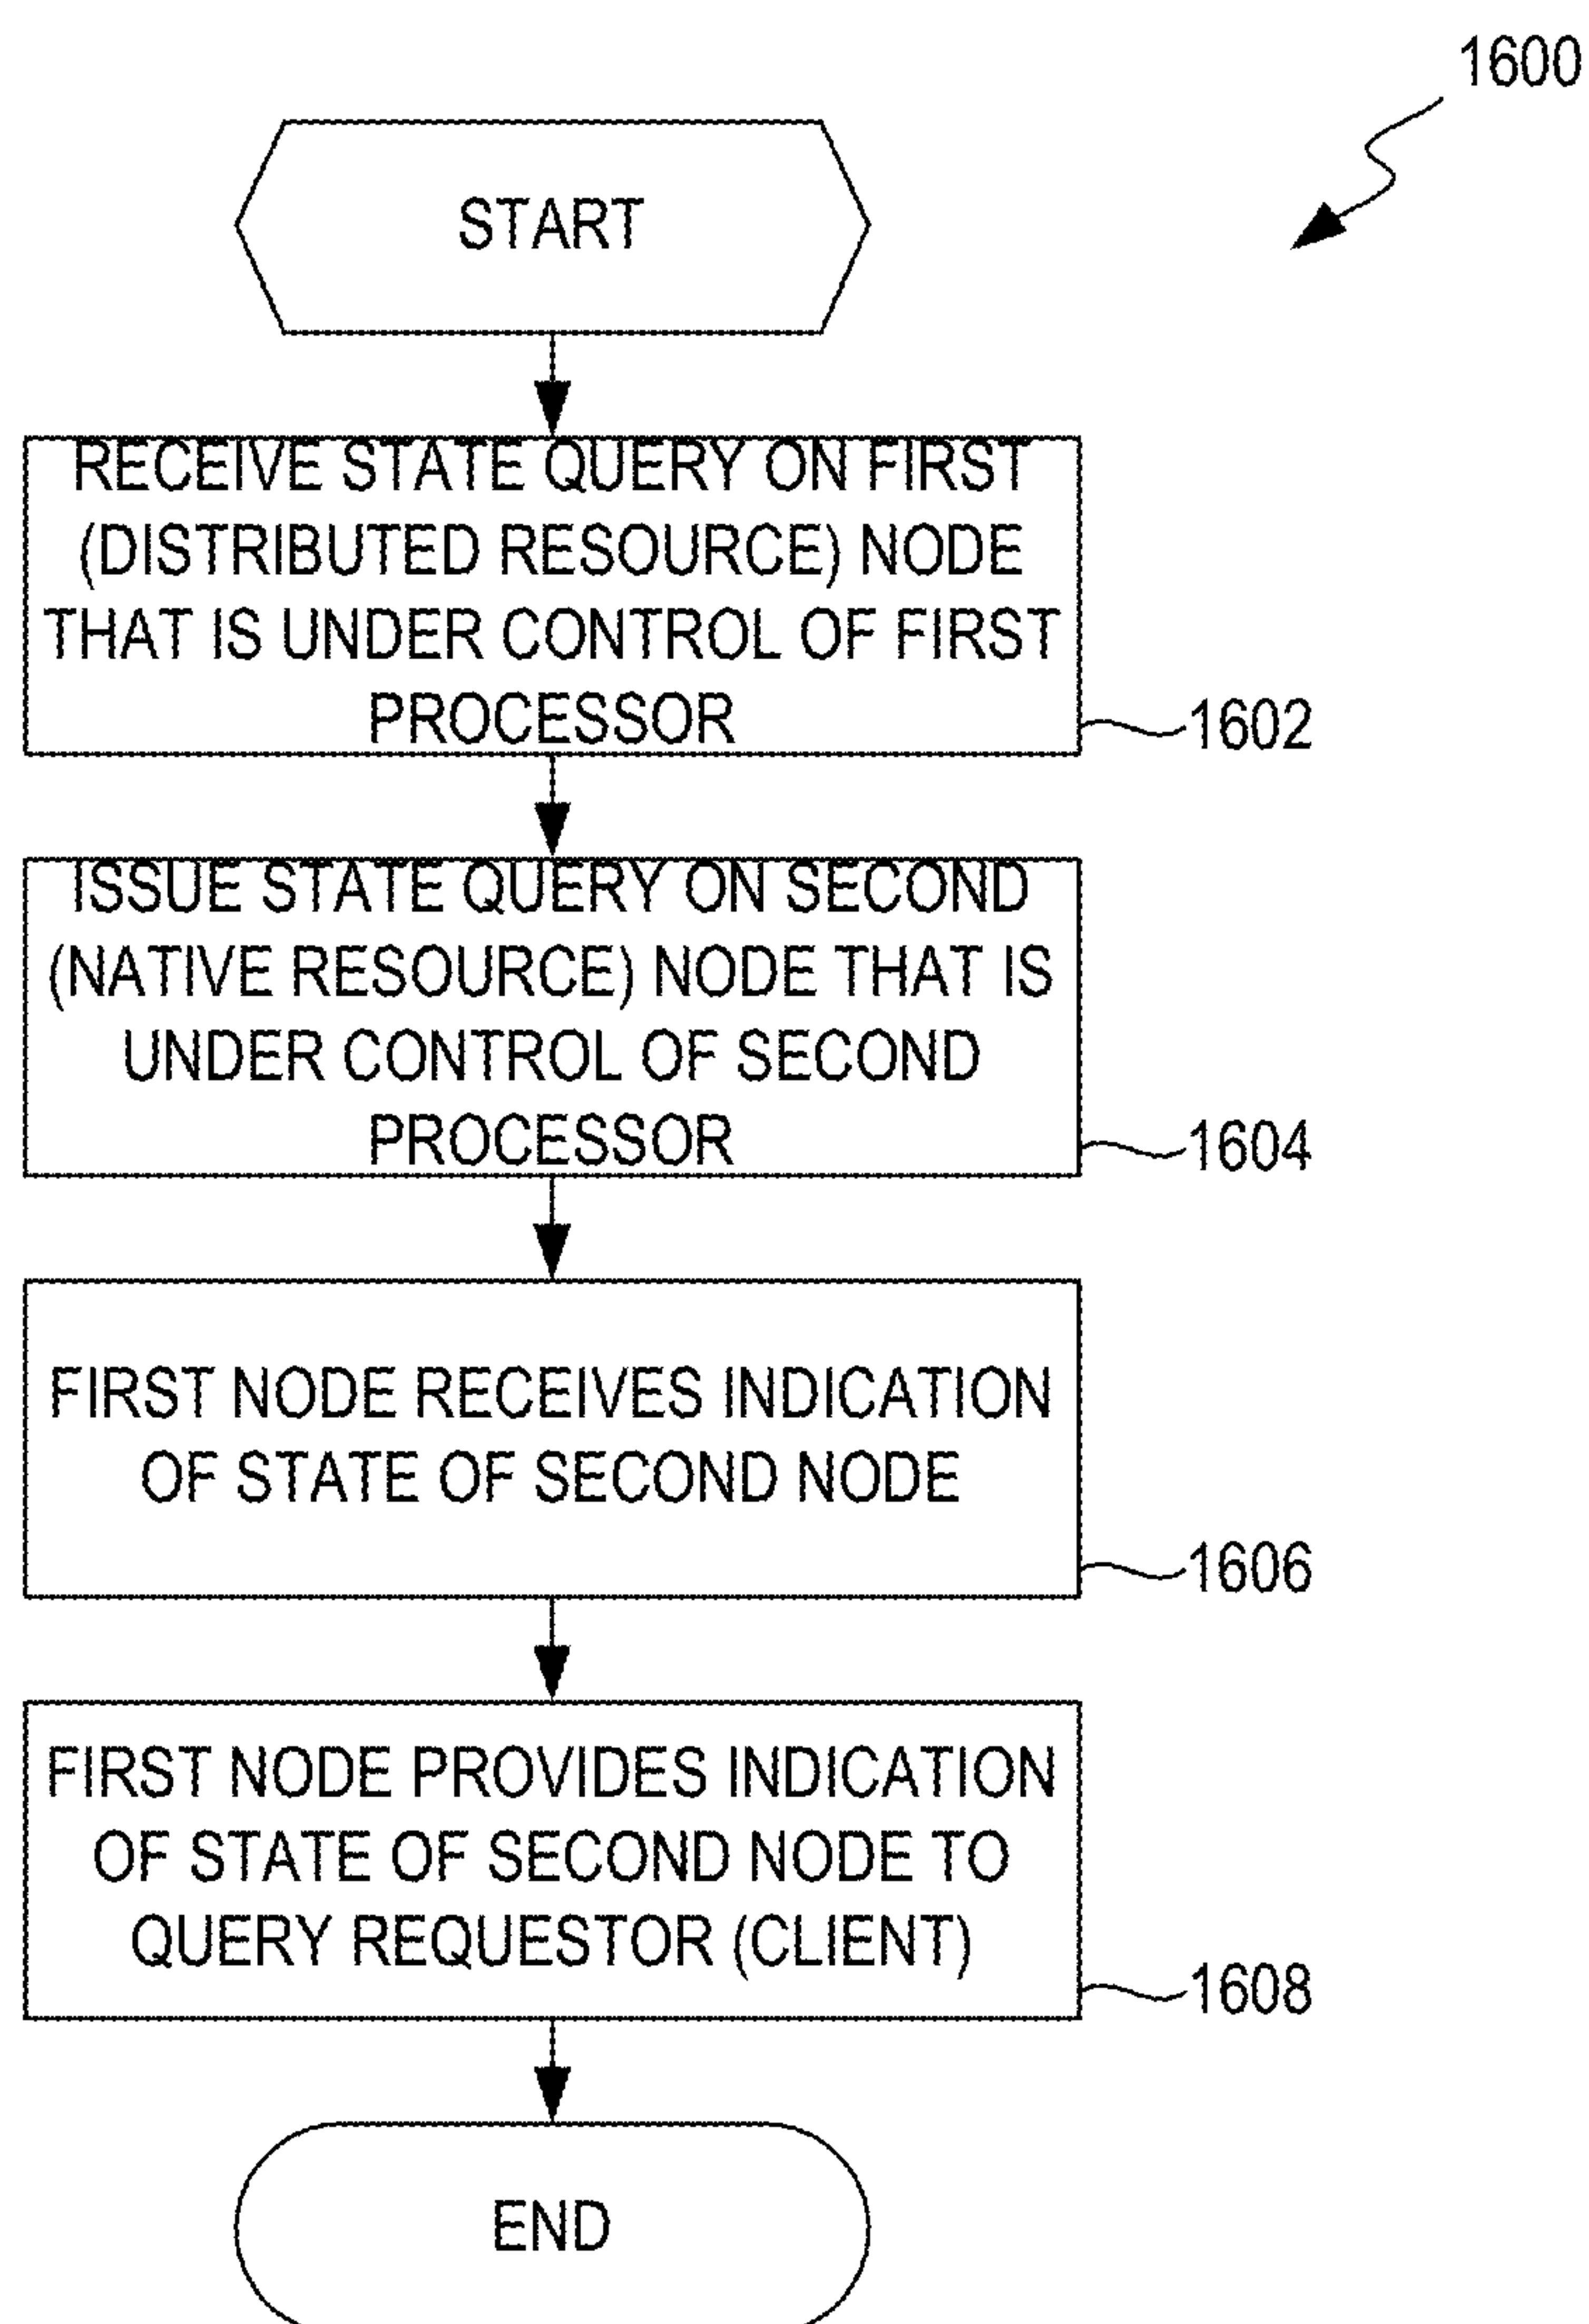 1600
START
RECEIVE STATE QUERY ON FIRST
(DISTRIBUTED RESOURCE) NODE
THAT IS UNDER CONTROL OF FIRST
PROCESSOR
1602
ISSUE STATE QUERY ON SECOND
(NATIVE RESOURCE) NODE THAT IS
UNDER CONTROL OF SECOND
PROCESSOR
1604
FIRST NODE RECEIVES INDICATION
OF STATE OF SECOND NODE
1606
FIRST NODE PROVIDES INDICATION
OF STATE OF SECOND NODE TO
QUERY REQUESTOR (CLIENT)
1608
END